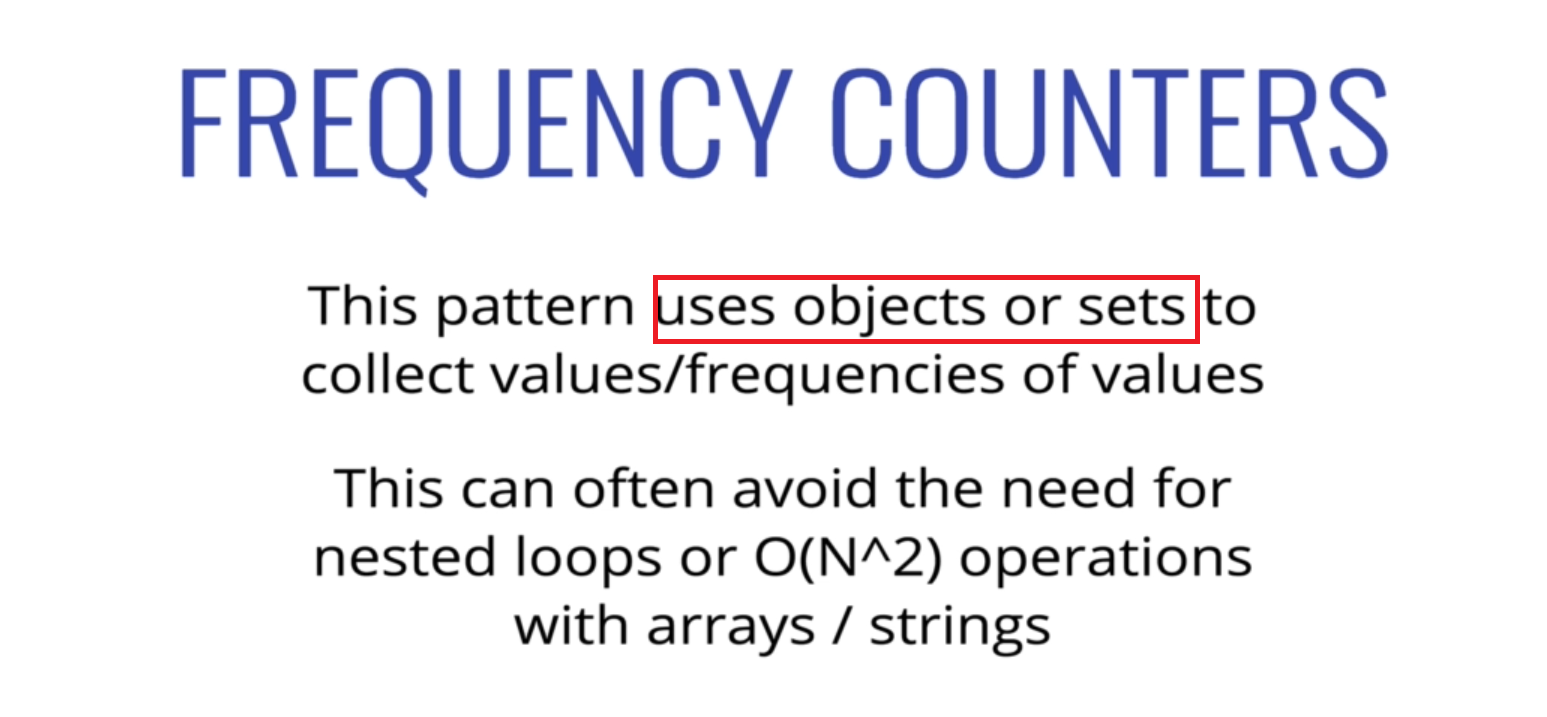 FREQUENCY COUNTERS
This pattern uses objects or sets to
collect values/frequencies of values
This can often avoid the need for
nested loops or O(N^2) operations
with arrays / strings